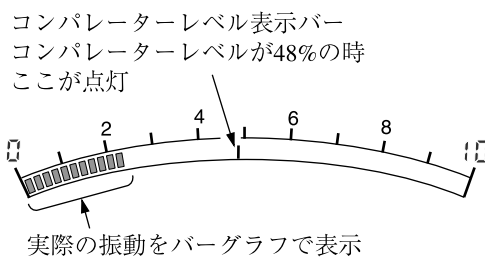 コンパレーターレベル表示バー
コンパレーターレベルが48%の時
ここが点灯
0 2 4 6 8 10
実際の振動をバーグラフで表示